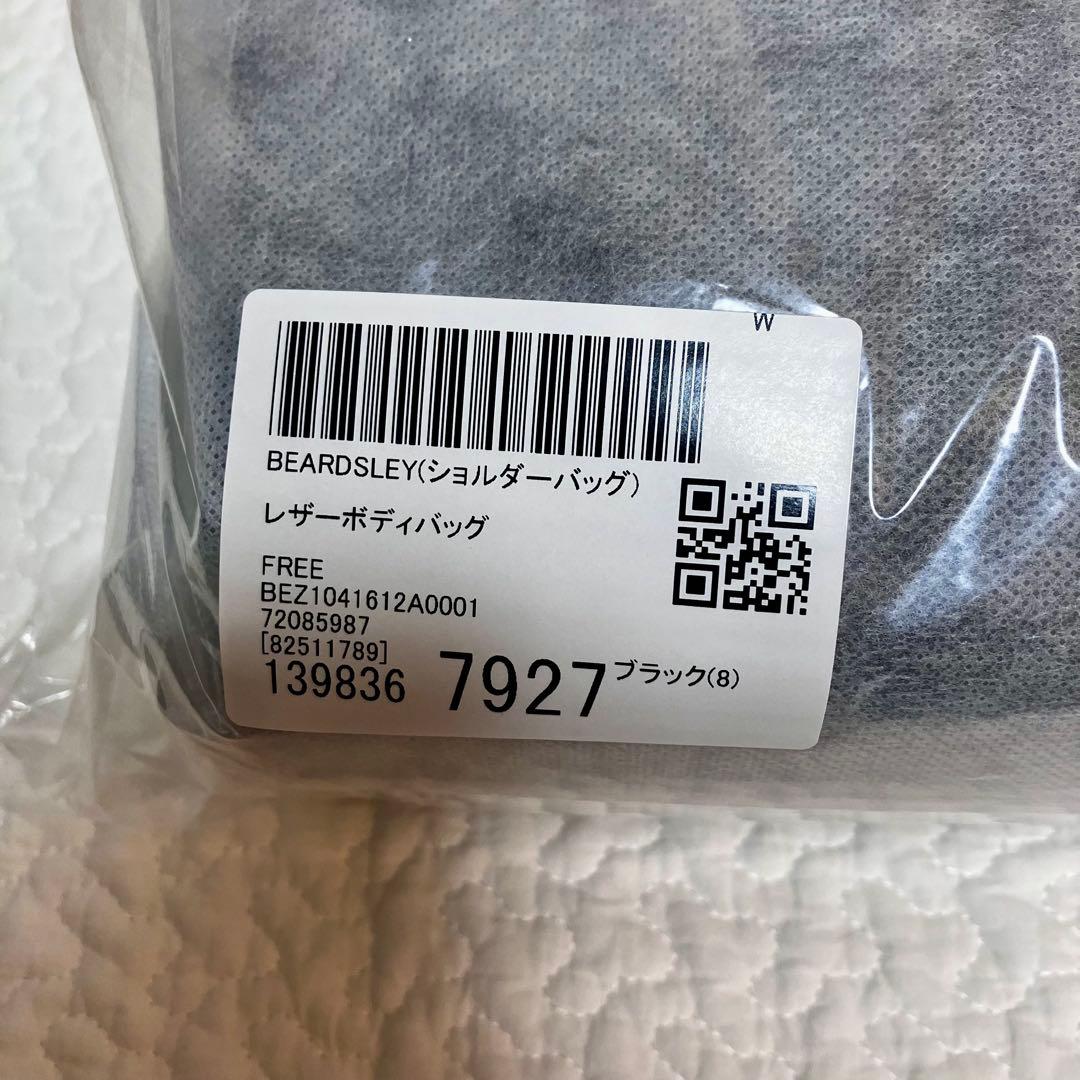 W
BEARDSLEY(ショルダーバッグ)
レザーボディバッグ
FREE
BEZ1041612A0001
72085987
[82511789]
139836 7927 ブラック(8)